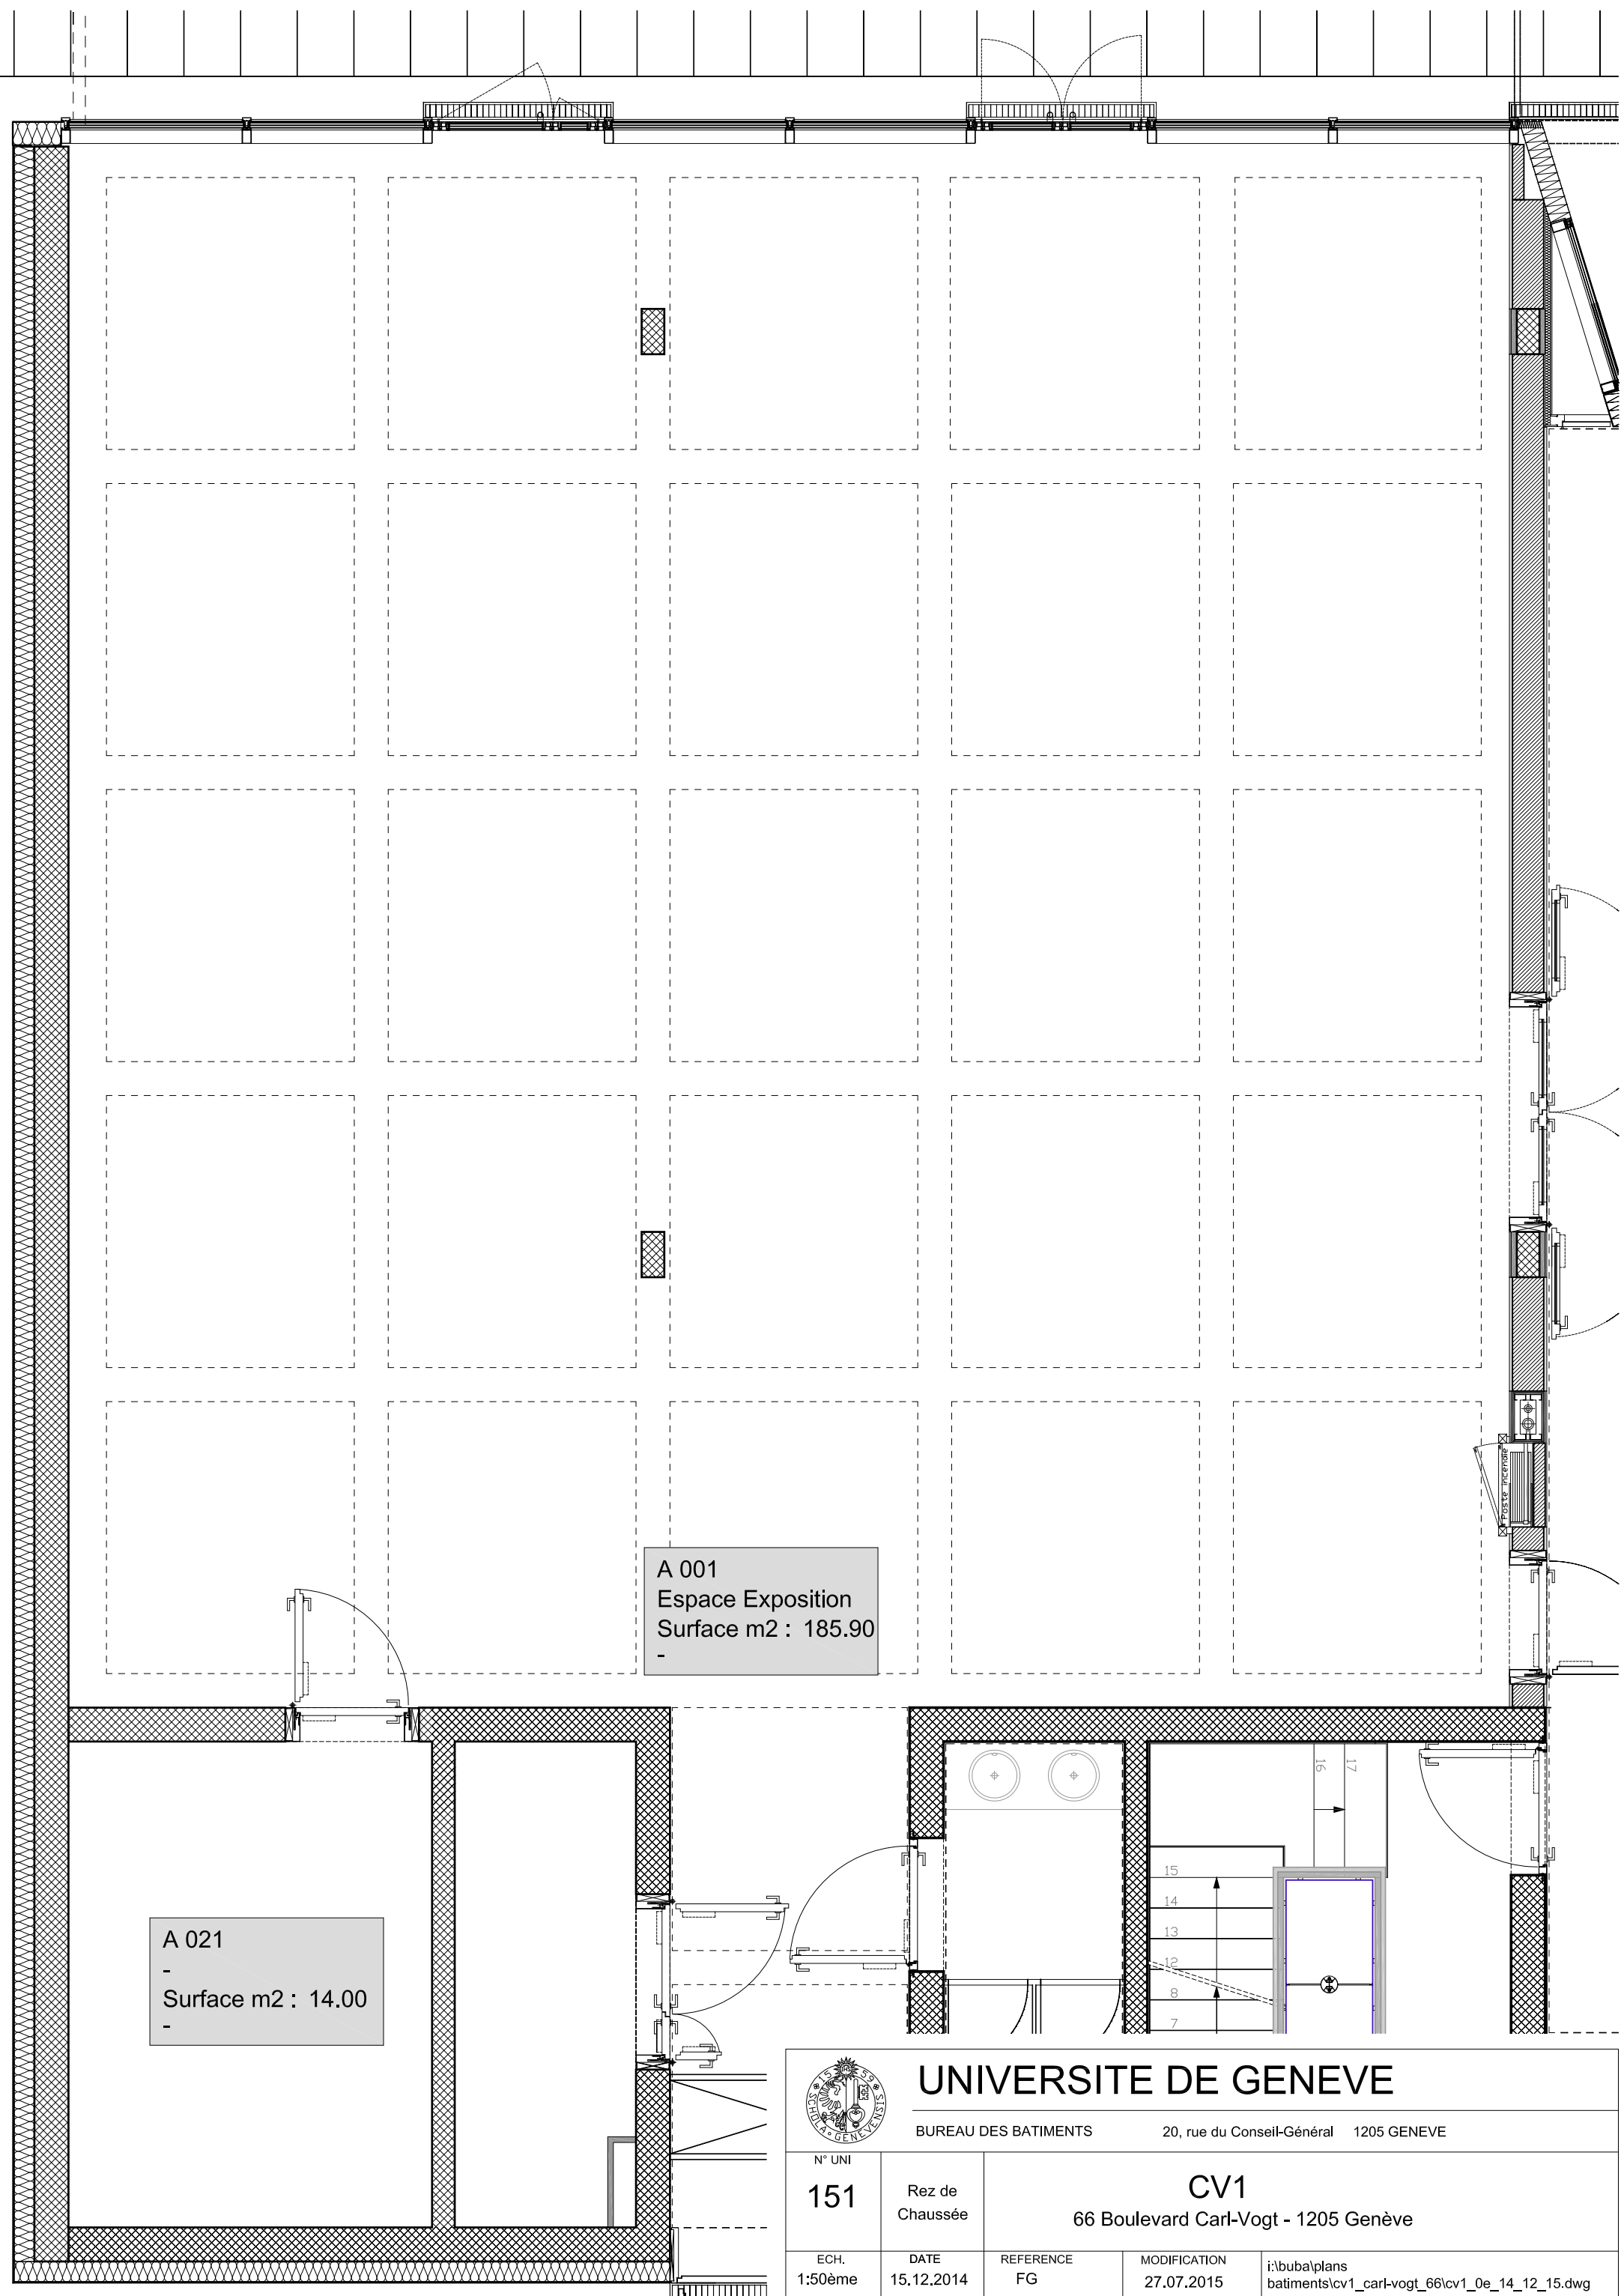 Poste incendie
A 001
Espace Exposition
Surface m2 : 185.90
-
16
17
15
14
13
12
8
7
A 021
-
Surface m2 : 14.00
-
SCHOLA GENEVENSIS 1559
UNIVERSITE DE GENEVE
BUREAU DES BATIMENTS 20, rue du Conseil-Général 1205 GENEVE
N° UNI
151
Rez de
Chaussée
CV1
66 Boulevard Carl-Vogt - 1205 Genève
ECH.
1:50ème
DATE
15.12.2014
REFERENCE
FG
MODIFICATION
27.07.2015
i:\buba\plans
batiments\cv1_carl-vogt_66\cv1_0e_14_12_15.dwg